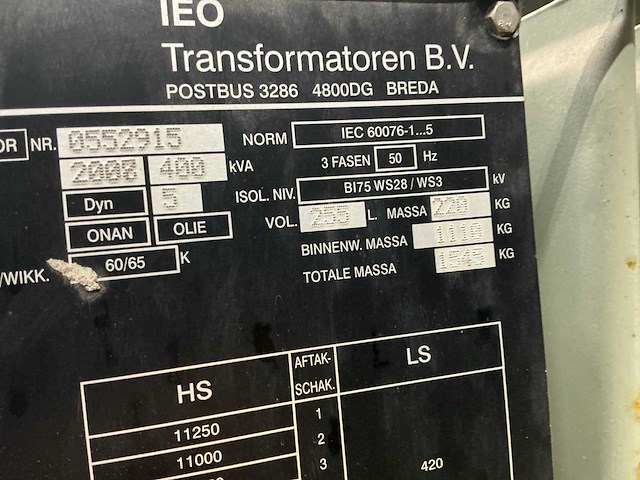 IEO
Transformatoren B.V.
POSTBUS 3286 4800DG BREDA
OR NR. 0552915 NORM IEC 60076-1...5
400 kVA 3 FASEN 50 Hz
Dyn 5 ISOL. NIV. BI75 WS28 / WS3 kV
ONAN OLIE VOL. 255 L. MASSA 220 KG
/WIKK. 60/65 K BINNENW. MASSA 1110 KG
TOTALE MASSA KG
HS AFTAK-SCHAK. LS
11250 1
11000 2
3 420